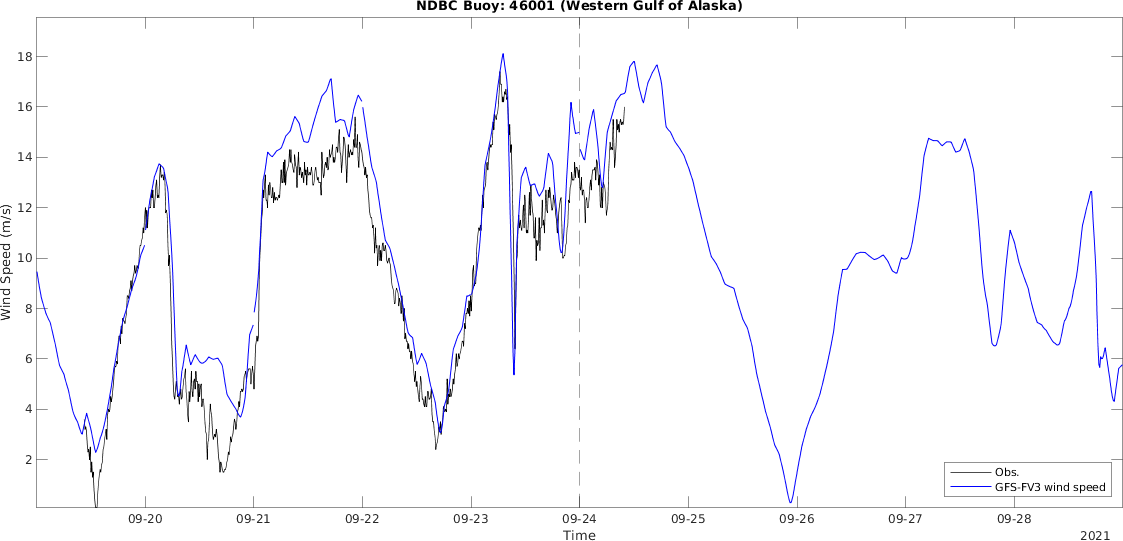 NDBC Buoy: 46001 (Western Gulf of Alaska)
18
16
14
12
10
8
6
4
2
Wind Speed (m/s)
Obs.
GFS-FV3 wind speed
09-20 09-21 09-22 09-23 09-24 09-25 09-26 09-27 09-28
Time
2021